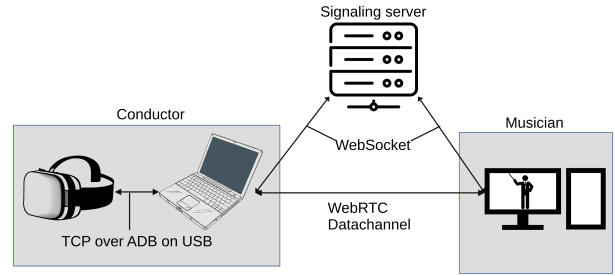 Signaling server
Conductor
Musician
WebSocket
WebRTC
Datachannel
TCP over ADB on USB